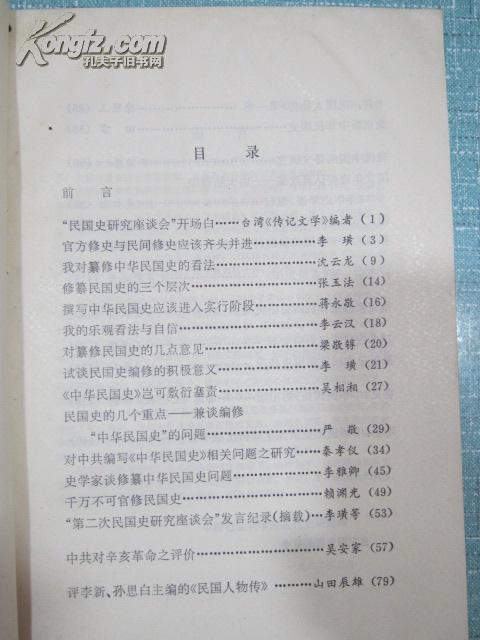 Kongfz.com
孔夫子旧书网
目 录
前 言
“民国史研究座谈会”开场白……台湾《传记文学》编者（1）
官方修史与民间修史应该齐头并进……………李 璜（3）
我对纂修中华民国史的看法……………沈云龙（9）
修纂民国史的三个层次……………张玉法（14）
撰写中华民国史应该进入实行阶段……………蒋永敬（16）
我的乐观看法与自信……………李云汉（18）
对纂修民国史的几点意见……………梁敬錞（20）
试谈民国史编修的积极意义……………李 璜（21）
《中华民国史》岂可敷衍塞责……………吴相湘（27）
民国史的几个重点——兼谈编修
“中华民国史”的问题……………严 敬（29）
对中共编写《中华民国史》相关问题之研究……秦孝仪（34）
史学家谈修纂中华民国史问题……………李雅卿（45）
千万不可官修民国史……………赖渊光（49）
“第二次民国史研究座谈会”发言纪录（摘载）…李璜等（53）
中共对辛亥革命之评价……………吴安家（57）
评李新、孙思白主编的《民国人物传》………山田辰雄（79）